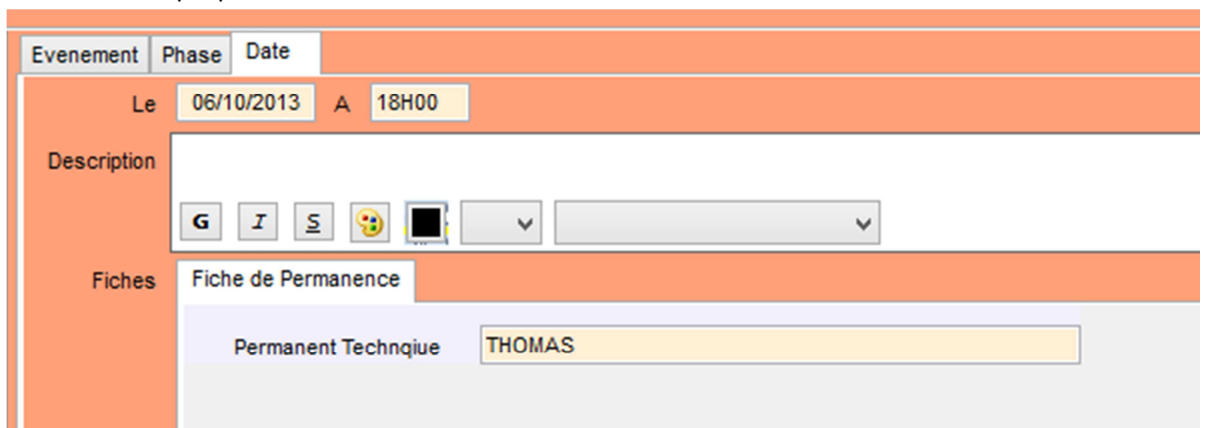 Evenement Phase Date
Le 06/10/2013 A 18H00
Description
G I S
Fiches Fiche de Permanence
Permanent Technqiue THOMAS